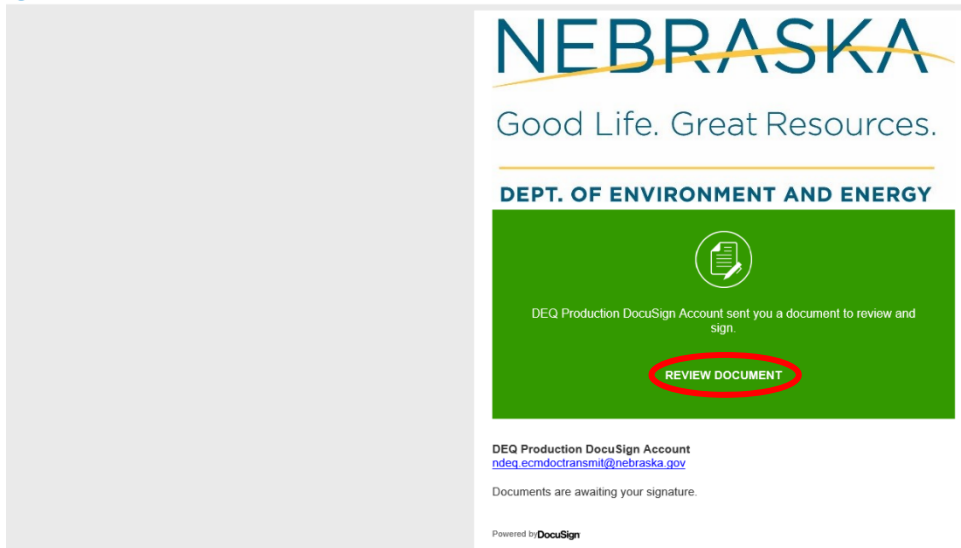 NEBRASKA
Good Life. Great Resources.
DEPT. OF ENVIRONMENT AND ENERGY
DEQ Production DocuSign Account sent you a document to review and
sign.
REVIEW DOCUMENT
DEQ Production DocuSign Account
ndeq.ecmdoctransmit@nebraska.gov
Documents are awaiting your signature.
Powered by DocuSign